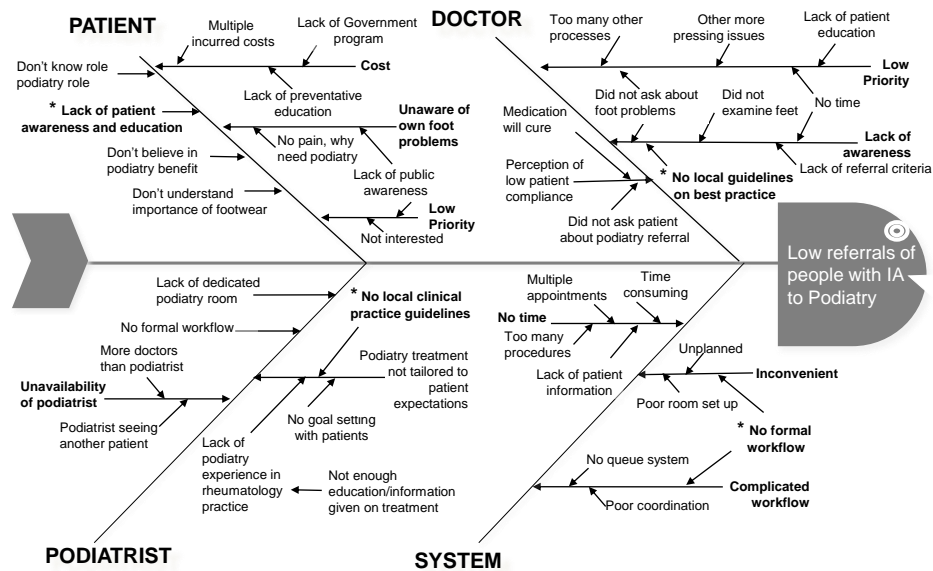 PATIENT
Multiple
incurred costs
Lack of Government
program
Cost
Don't know role
podiatry role
Lack of preventative
education
* Lack of patient
awareness and education
Unaware of
own foot
problems
No pain, why
need podiatry
Don't believe in
podiatry benefit
Lack of public
awareness
Don't understand
importance of footwear
Low
Priority
Not interested
DOCTOR
Too many other
processes
Other more
pressing issues
Lack of patient
education
Low
Priority
Did not ask about
foot problems
Did not
examine feet
No time
Medication
will cure
Lack of
awareness
Lack of referral criteria
Perception of
low patient
compliance
* No local guidelines
on best practice
Did not ask patient
about podiatry referral
Low referrals of
people with IA
to Podiatry
Lack of dedicated
podiatry room
* No local clinical
practice guidelines
No formal workflow
More doctors
than podiatrist
Podiatry treatment
not tailored to
patient
expectations
Unavailability
of podiatrist
Podiatrist seeing
another patient
No goal setting
with patients
Lack of
podiatry
experience in
rheumatology
practice
Not enough
education/information
given on treatment
PODIATRIST
Multiple
appointments
Time
consuming
No time
Too many
procedures
Lack of patient
information
Unplanned
Inconvenient
Poor room set up
* No formal
workflow
No queue system
Complicated
workflow
Poor coordination
SYSTEM